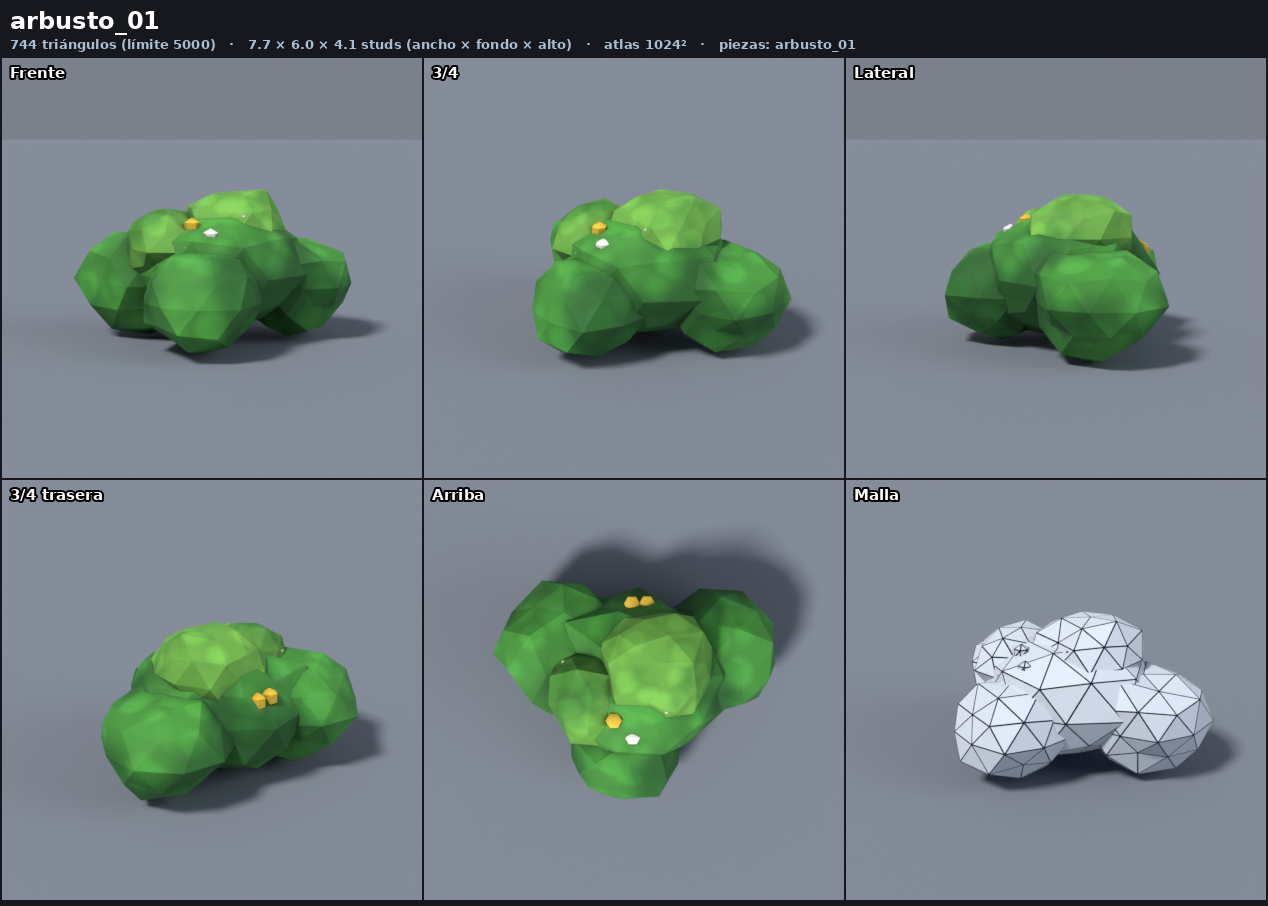 arbusto_01
744 triángulos (límite 5000)   ·   7.7 × 6.0 × 4.1 studs (ancho × fondo × alto)   ·   atlas 1024²   ·   piezas: arbusto_01
Frente
3/4
Lateral
3/4 trasera
Arriba
Malla